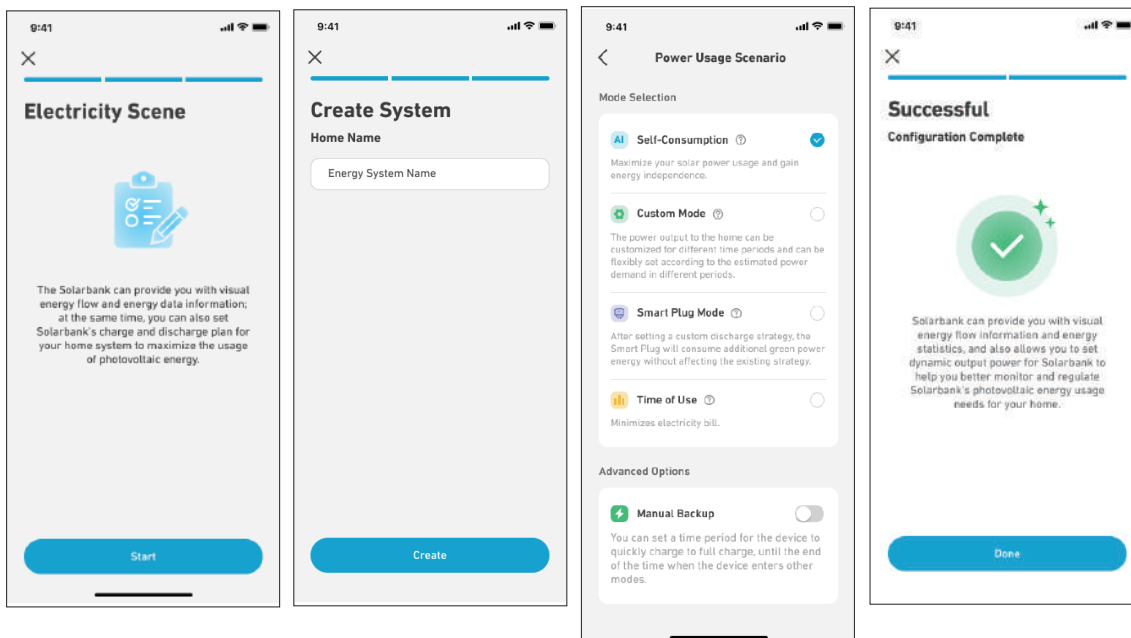 9:41
Electricity Scene
The Solarbank can provide you with visual
energy flow and energy data information;
at the same time, you can also set
Solarbank's charge and discharge plan for
your home system to maximize the usage
of photovoltaic energy.
Start
9:41
Create System
Home Name
Energy System Name
Create
9:41
Power Usage Scenario
Mode Selection
AI Self-Consumption ?
Maximize your solar power usage and gain
energy independence.
Custom Mode ?
The power output to the home can be
customized for different time periods and can be
flexibly set according to the estimated power
demand in different periods.
Smart Plug Mode ?
After setting a custom discharge strategy, the
Smart Plug will consume additional green power
energy without affecting the existing strategy.
Time of Use ?
Minimizes electricity bill.
Advanced Options
Manual Backup
You can set a time period for the device to
quickly charge to full charge, until the end
of the time when the device enters other
modes.
9:41
Successful
Configuration Complete
Solarbank can provide you with visual
energy flow information and energy
statistics, and also allows you to set
dynamic output power for Solarbank to
help you better monitor and regulate
Solarbank's photovoltaic energy usage
needs for your home.
Done